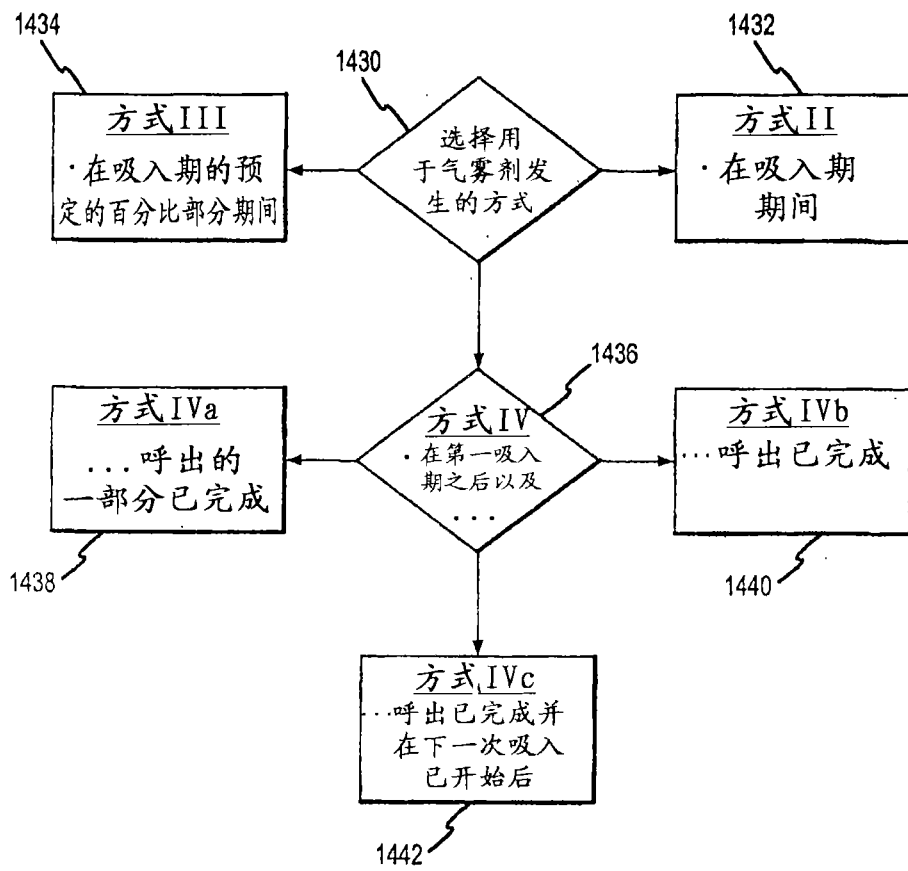 1434
1430
1432
方式III
·在吸入期的预
定的百分比部分期间
选择用
于气雾剂发
生的方式
方式II
·在吸入期
期间
1436
方式IVa
...呼出的
一部分已完成
方式IV
·在第一吸入
期之后以及
...
方式IVb
...呼出已完成
1438
1440
方式IVc
...呼出已完成并
在下一次吸入
已开始后
1442